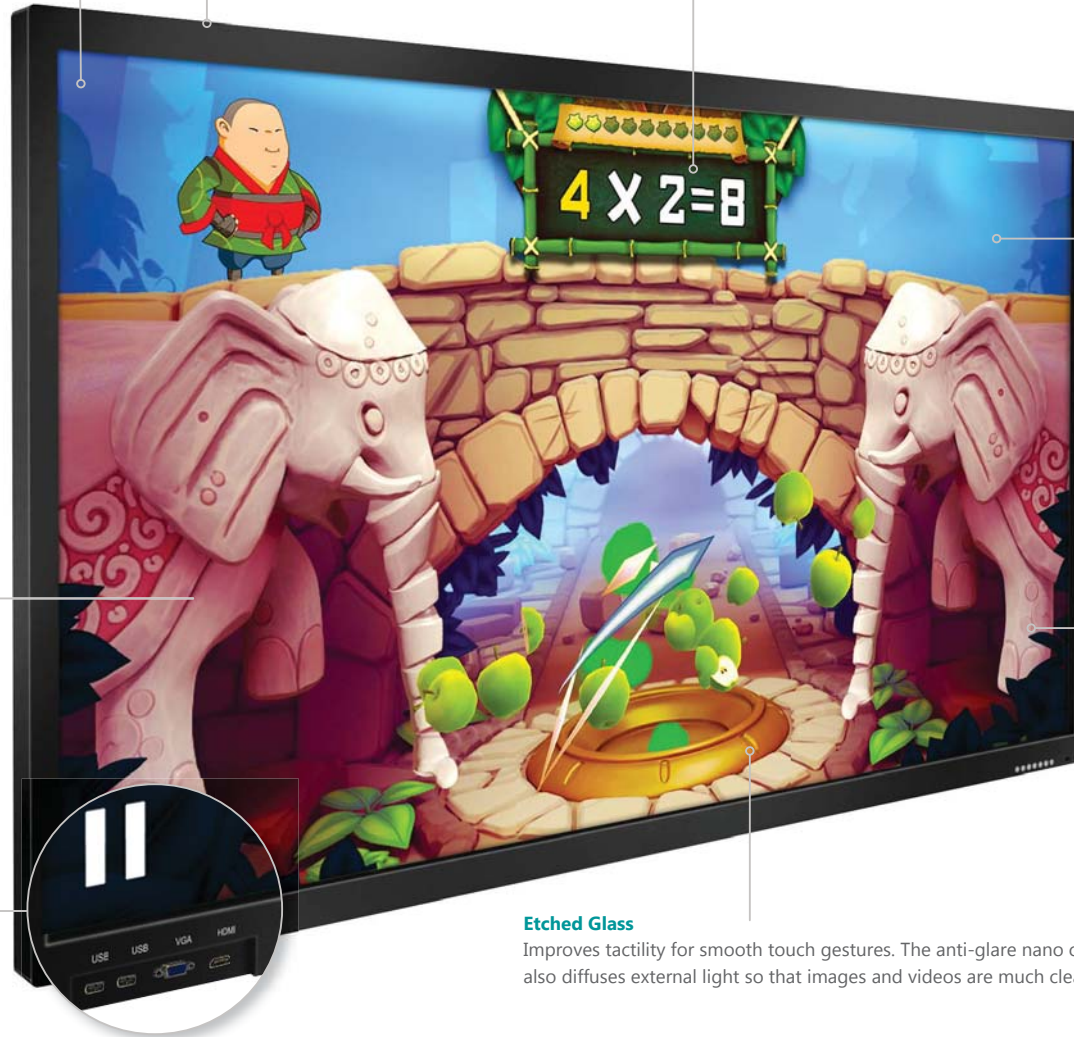 4 X 2=8
USB USB VGA HDMI
Etched Glass
Improves tactility for smooth touch gestures. The anti-glare nano
also diffuses external light so that images and videos are much